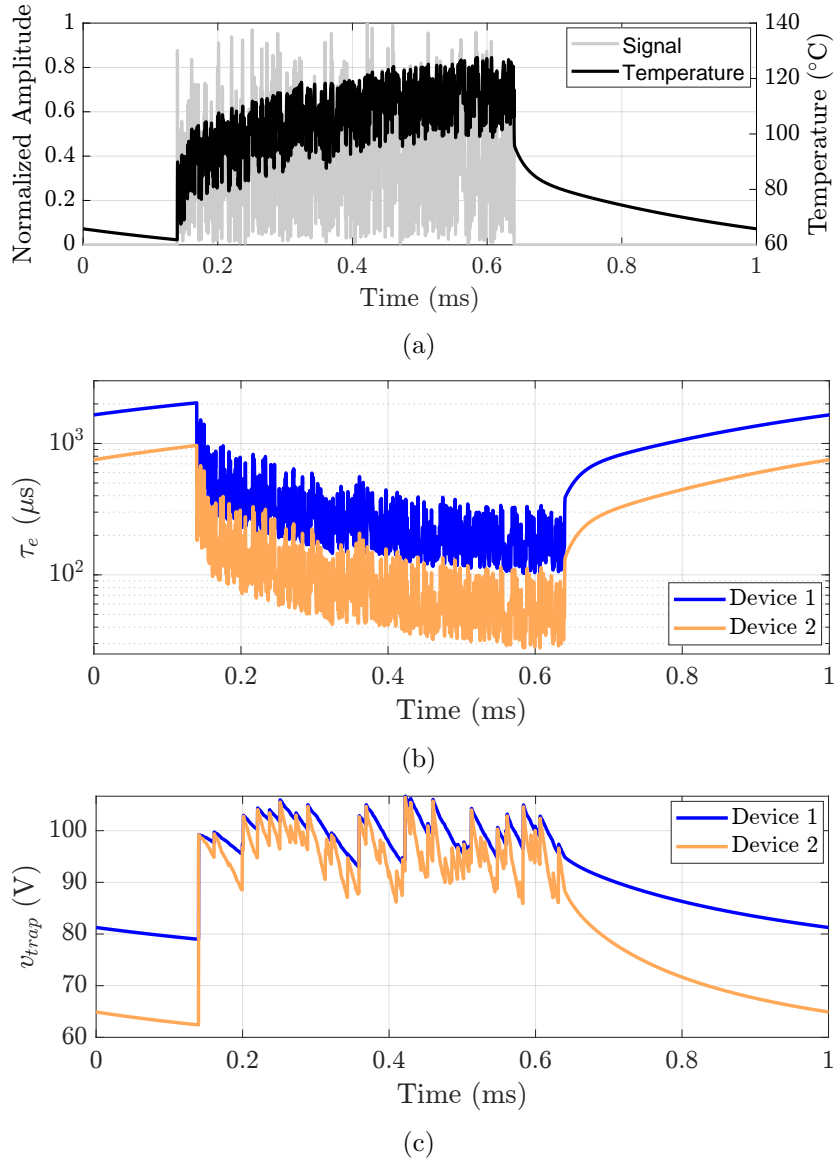 1
0.8
0.6
0.4
0.2
0
Normalized Amplitude
140
120
100
80
60
Temperature (°C)
Signal
Temperature
0 0.2 0.4 0.6 0.8 1
Time (ms)
(a)
10³
10²
τₑ (μs)
Device 1
Device 2
0 0.2 0.4 0.6 0.8 1
Time (ms)
(b)
100
90
80
70
60
v_{trap} (V)
Device 1
Device 2
0 0.2 0.4 0.6 0.8 1
Time (ms)
(c)